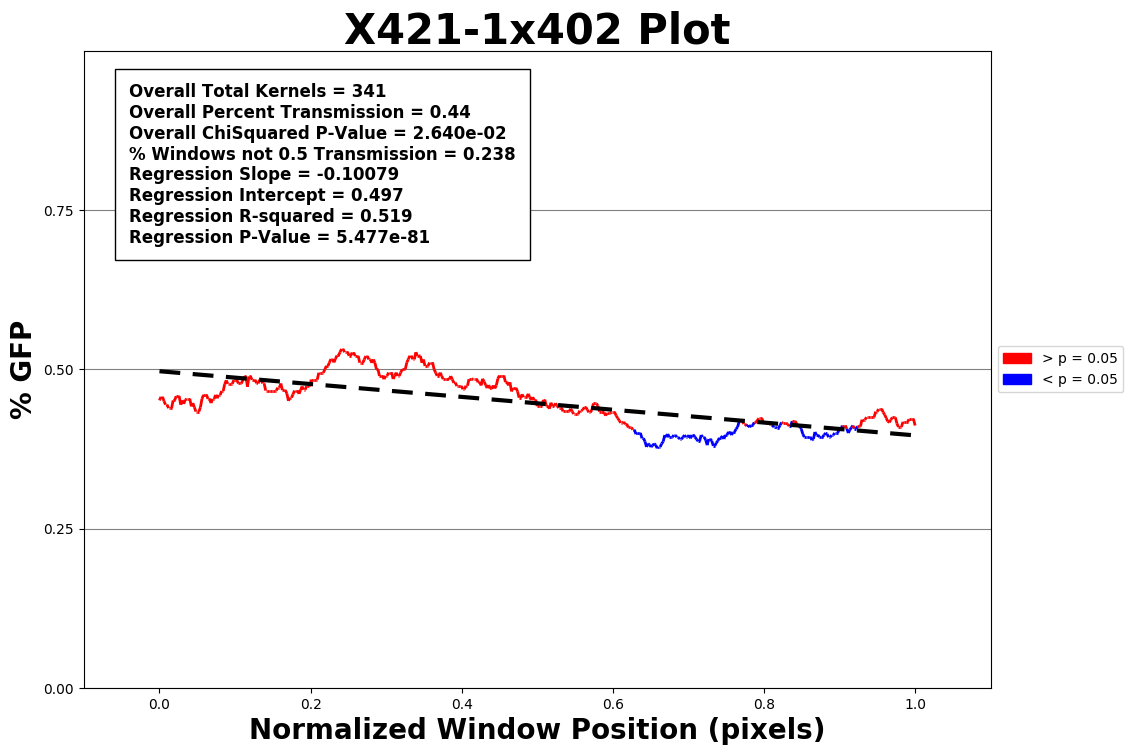 X421-1x402 Plot
Overall Total Kernels = 341
Overall Percent Transmission = 0.44
Overall ChiSquared P-Value = 2.640e-02
% Windows not 0.5 Transmission = 0.238
Regression Slope = -0.10079
Regression Intercept = 0.497
Regression R-squared = 0.519
Regression P-Value = 5.477e-81
% GFP
0.75
0.50
0.25
0.00
> p = 0.05
< p = 0.05
0.0 0.2 0.4 0.6 0.8 1.0
Normalized Window Position (pixels)